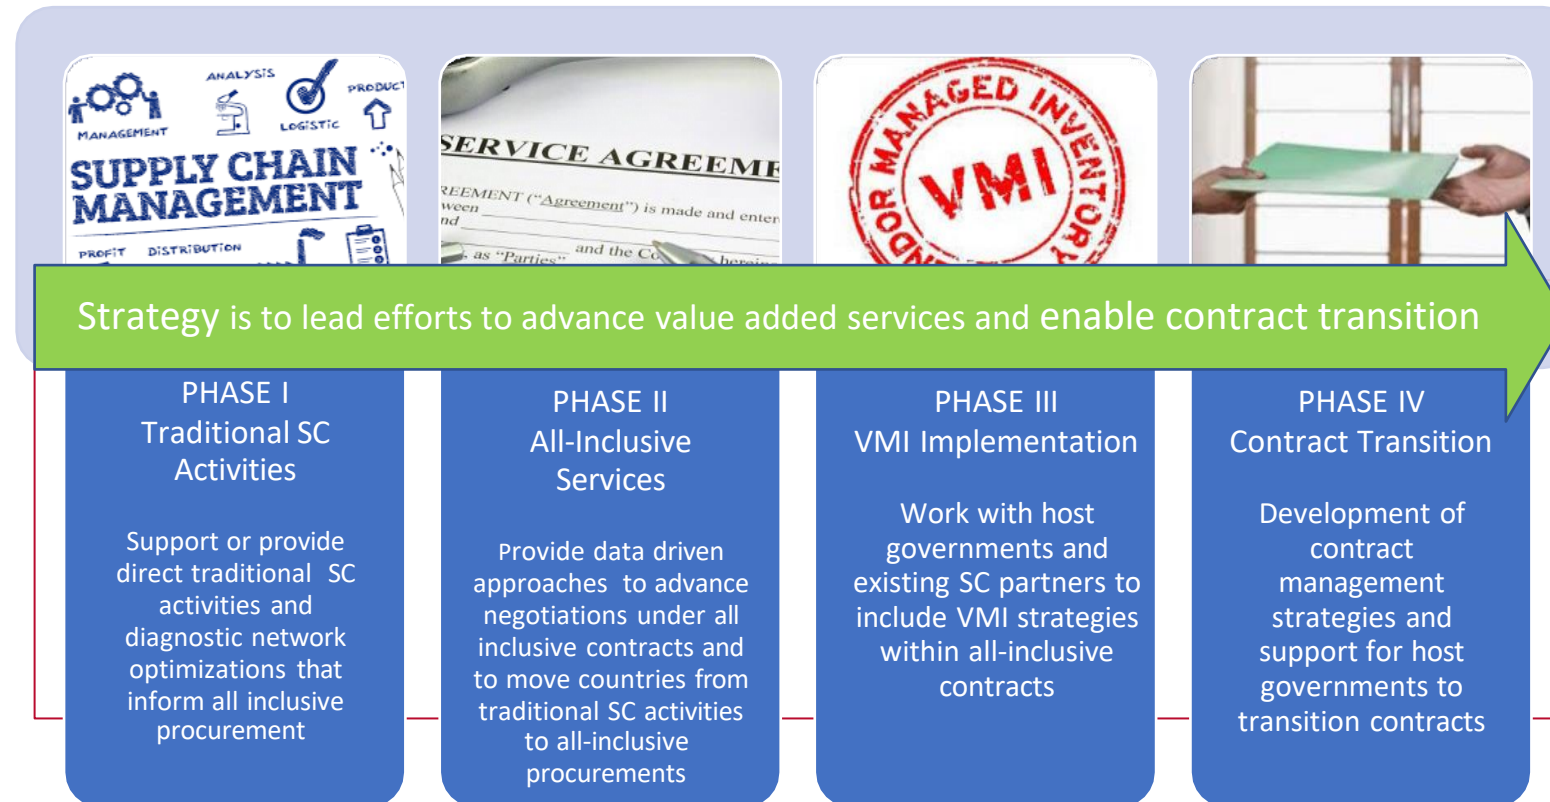 ANALYSIS
PRODUCT
MANAGEMENT
LOGISTIC
SUPPLY CHAIN
MANAGEMENT
PROFIT DISTRIBUTION
SERVICE AGREEME
REEMENT ("Agreement") is made and enter
ween
nd
and the Co
, as "Parties"
VENDOR MANAGED INVENTORY
VMI
Strategy is to lead efforts to advance value added services and enable contract transition
PHASE I
Traditional SC
Activities
Support or provide
direct traditional SC
activities and
diagnostic network
optimizations that
inform all inclusive
procurement
PHASE II
All-Inclusive
Services
Provide data driven
approaches to advance
negotiations under all
inclusive contracts and
to move countries from
traditional SC activities
to all-inclusive
procurements
PHASE III
VMI Implementation
Work with host
governments and
existing SC partners to
include VMI strategies
within all-inclusive
contracts
PHASE IV
Contract Transition
Development of
contract
management
strategies and
support for host
governments to
transition contracts